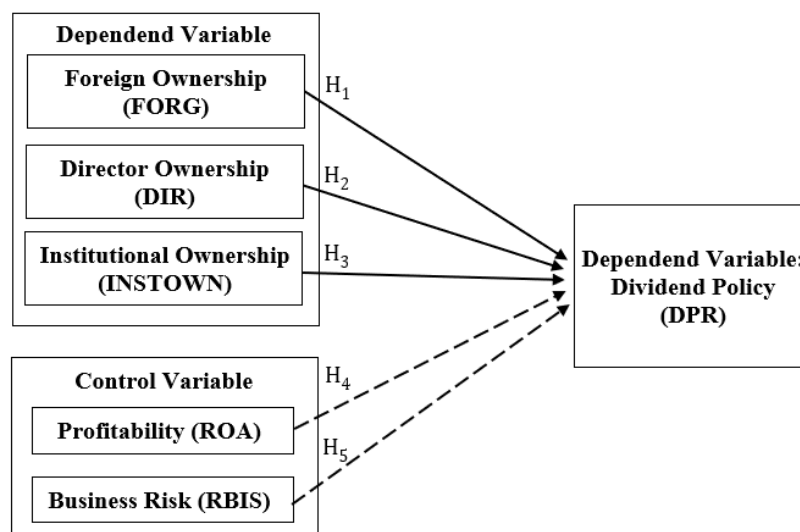 Dependend Variable
Foreign Ownership
(FORG)
H1
Director Ownership
(DIR)
H2
Institutional Ownership
(INSTOWN)
H3
Dependend Variable:
Dividend Policy
(DPR)
Control Variable
H4
Profitability (ROA)
H5
Business Risk (RBIS)